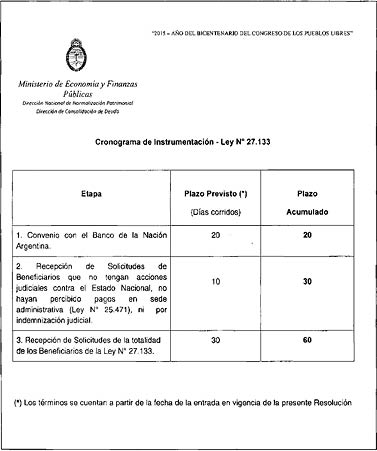 "2015 – AÑO DEL BICENTENARIO DEL CONGRESO DE LOS PUEBLOS LIBRES"
Ministerio de Economía y Finanzas
Públicas
Dirección Nacional de Normalización Patrimonial
Dirección de Consolidación de Deuda
Cronograma de Instrumentación - Ley N° 27.133
Etapa
Plazo Previsto (*)
(Días corridos)
Plazo
Acumulado
1. Convenio con el Banco de la Nación
Argentina.
20
20
2. Recepción de Solicitudes de
Beneficiarios que no tengan acciones
judiciales contra el Estado Nacional, no
hayan percibido pagos en sede
administrativa (Ley N° 25.471), ni por
indemnización judicial.
10
30
3. Recepción de Solicitudes de la totalidad
de los Beneficiarios de la Ley N° 27.133.
30
60
(*) Los términos se cuentan a partir de la fecha de la entrada en vigencia de la presente Resolución